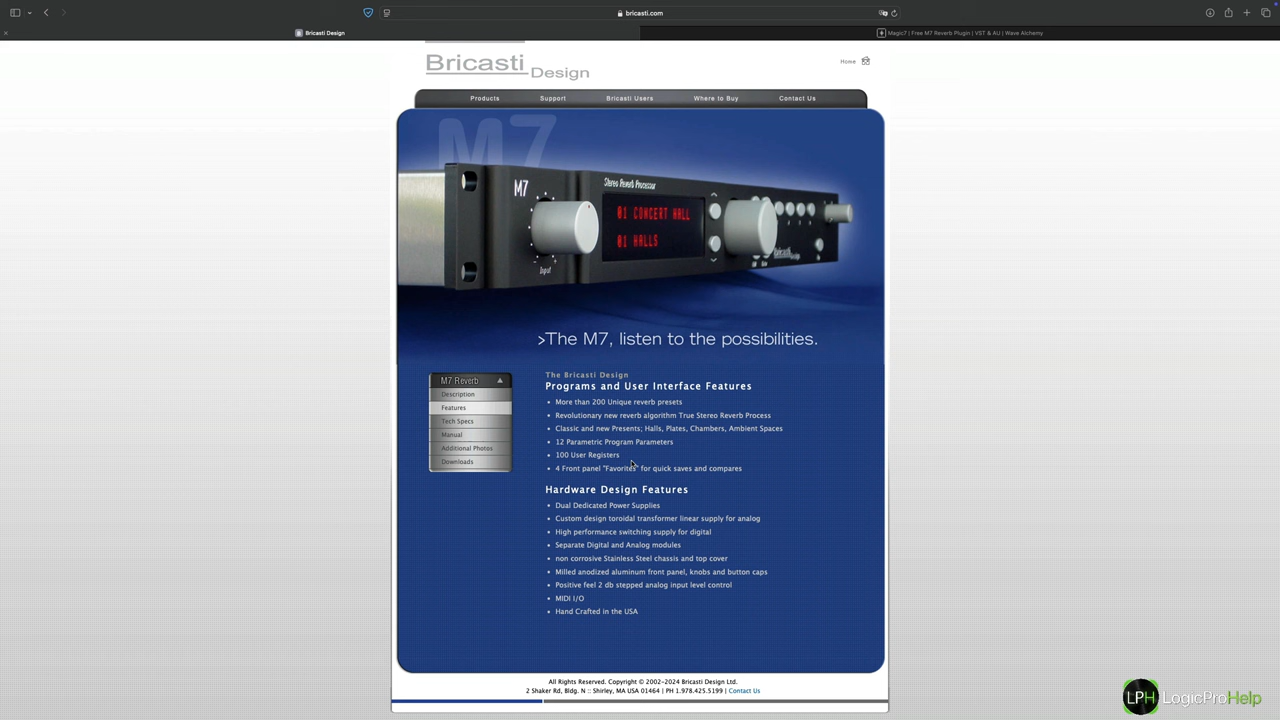 bricasti.com
Bricasti Design
Magic7 | Free M7 Reverb Plugin | VST & AU | Wave Alchemy
Bricasti Design
Home
Products Support Bricasti Users Where to Buy Contact Us
M7
M7 Stereo Reverb Processor
01 CONCERT HALL
01 HALLS
Input
>The M7, listen to the possibilities.
M7 Reverb
Description
Features
Tech Specs
Manual
Additional Photos
Downloads
The Bricasti Design
Programs and User Interface Features
• More than 200 Unique reverb presets
• Revolutionary new reverb algorithm True Stereo Reverb Process
• Classic and new Presents; Halls, Plates, Chambers, Ambient Spaces
• 12 Parametric Program Parameters
• 100 User Registers
• 4 Front panel "Favorites" for quick saves and compares
Hardware Design Features
• Dual Dedicated Power Supplies
• Custom design toroidal transformer linear supply for analog
• High performance switching supply for digital
• Separate Digital and Analog modules
• non corrosive Stainless Steel chassis and top cover
• Milled anodized aluminum front panel, knobs and button caps
• Positive feel 2 db stepped analog input level control
• MIDI I/O
• Hand Crafted in the USA
All Rights Reserved. Copyright © 2002-2024 Bricasti Design Ltd.
2 Shaker Rd, Bldg. N :: Shirley, MA USA 01464 | PH 1.978.425.5199 | Contact Us
LPH LogicProHelp